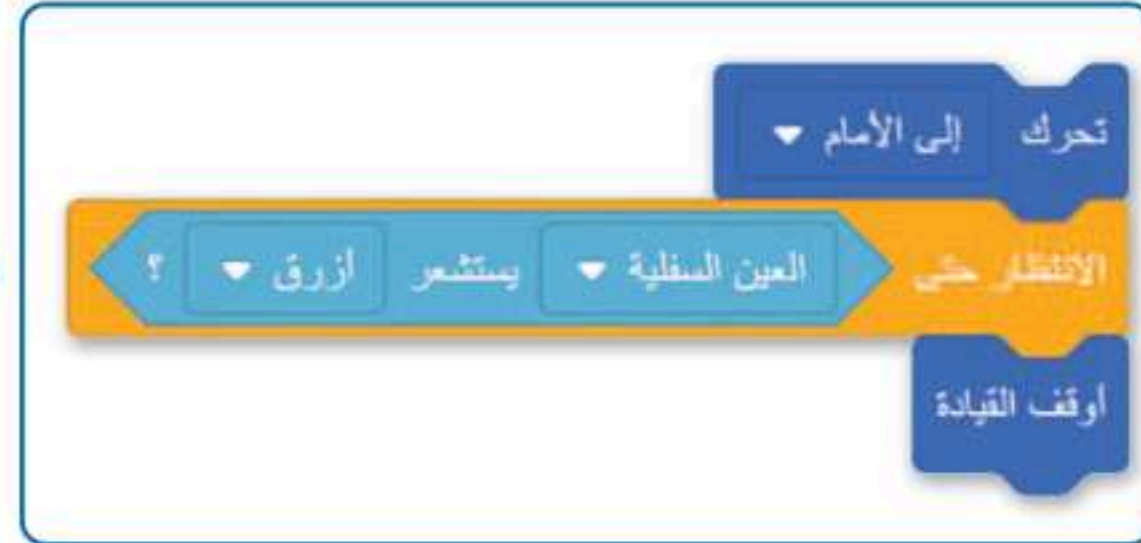 تحرك إلى الأمام
الانتظار حتى العين السفلية يستشعر أزرق ؟
أوقف القيادة